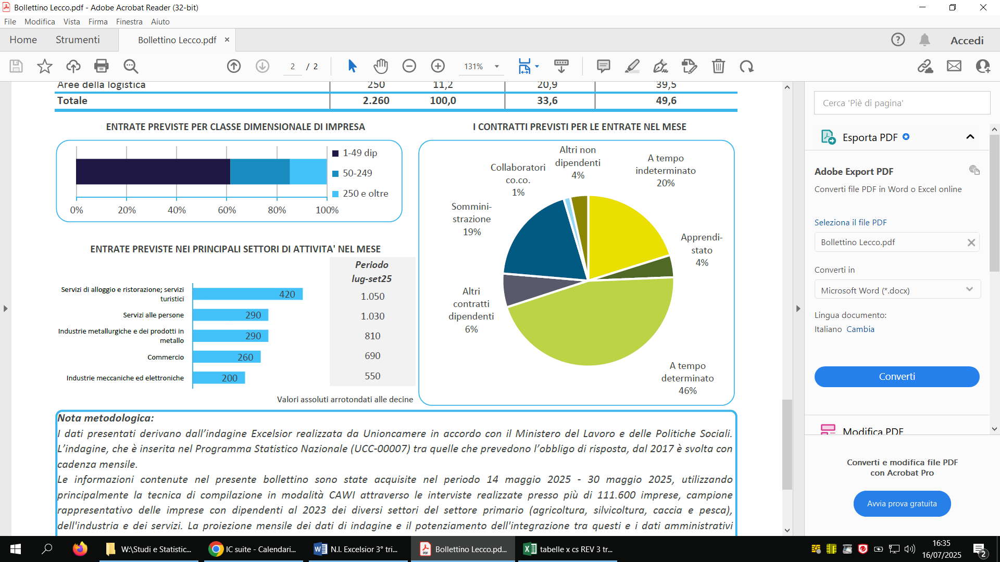 Bollettino Lecco.pdf - Adobe Acrobat Reader (32-bit)
File Modifica Vista Firma Finestra Aiuto
Home Strumenti Bollettino Lecco.pdf × Accedi
2 / 2 131%
Aree della logistica 250 11,2 20,9 39,5
Totale 2.260 100,0 33,6 49,6
ENTRATE PREVISTE PER CLASSE DIMENSIONALE DI IMPRESA
1-49 dip
50-249
250 e oltre
0% 20% 40% 60% 80% 100%
ENTRATE PREVISTE NEI PRINCIPALI SETTORI DI ATTIVITA' NEL MESE
Periodo
lug-set25
Servizi di alloggio e ristorazione; servizi
turistici
420 1.050
Servizi alle persone 290 1.030
Industrie metallurgiche e dei prodotti in
metallo
290 810
Commercio 260 690
Industrie meccaniche ed elettroniche 200 550
Valori assoluti arrotondati alle decine
I CONTRATTI PREVISTI PER LE ENTRATE NEL MESE
Altri non
dipendenti
4%
A tempo
indeterminato
20%
Collaboratori
co.co.
1%
Sommini-
strazione
19%
Apprendi-
stato
4%
Altri
contratti
dipendenti
6%
A tempo
determinato
46%
Nota metodologica:
I dati presentati derivano dall’indagine Excelsior realizzata da Unioncamere in accordo con il Ministero del Lavoro e delle Politiche Sociali.
L’indagine, che è inserita nel Programma Statistico Nazionale (UCC-00007) tra quelle che prevedono l’obbligo di risposta, dal 2017 è svolta con
cadenza mensile.
Le informazioni contenute nel presente bollettino sono state acquisite nel periodo 14 maggio 2025 - 30 maggio 2025, utilizzando
principalmente la tecnica di compilazione in modalità CAWI attraverso le interviste realizzate presso più di 111.600 imprese, campione
rappresentativo delle imprese con dipendenti al 2023 dei diversi settori del settore primario (agricoltura, silvicoltura, caccia e pesca),
dell'industria e dei servizi. La proiezione mensile dei dati di indagine e il potenziamento dell'integrazione tra questi e i dati amministrativi
Cerca 'Piè di pagina'
Esporta PDF
Adobe Export PDF
Converti file PDF in Word o Excel online
Seleziona il file PDF
Bollettino Lecco.pdf
Converti in
Microsoft Word (*.docx)
Lingua documento:
Italiano Cambia
Converti
Modifica PDF
Converti e modifica file PDF
con Acrobat Pro
Avvia prova gratuita
W:\Studi e Statistic...
IC suite - Calendari...
N.I. Excelsior 3° tri...
Bollettino Lecco.pd...
tabelle x cs REV 3 tr...
16:35
16/07/2025
2